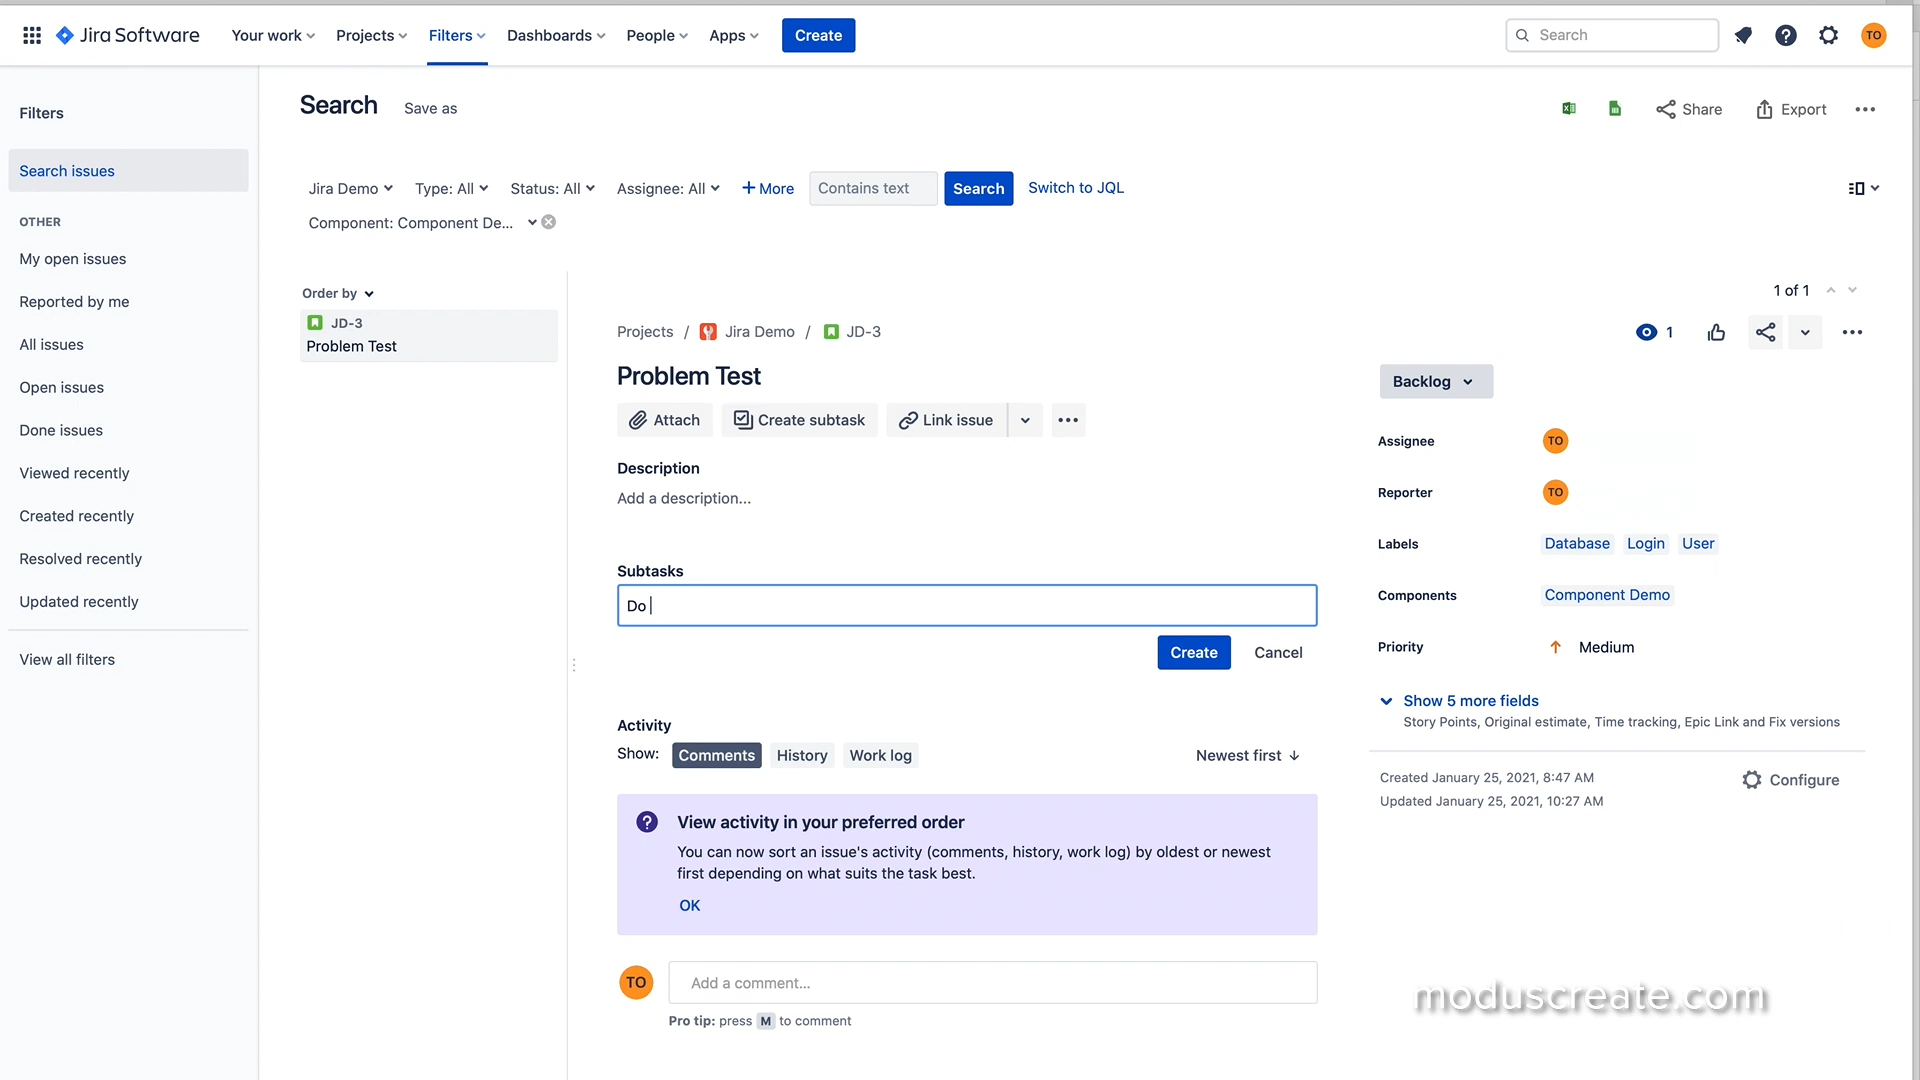 Jira Software
Your work
Projects
Filters
Dashboards
People
Apps
Create
Search
TO
Filters
Search issues
OTHER
My open issues
Reported by me
All issues
Open issues
Done issues
Viewed recently
Created recently
Resolved recently
Updated recently
View all filters
Search
Save as
Share
Export
Jira Demo
Type: All
Status: All
Assignee: All
+ More
Contains text
Search
Switch to JQL
Component: Component De...
Order by
JD-3
Problem Test
1 of 1
Projects / Jira Demo / JD-3
1
Problem Test
Attach
Create subtask
Link issue
Description
Add a description...
Subtasks
Do
Create
Cancel
Activity
Show:
Comments
History
Work log
Newest first
View activity in your preferred order
You can now sort an issue's activity (comments, history, work log) by oldest or newest
first depending on what suits the task best.
OK
TO
Add a comment...
Pro tip: press M to comment
Backlog
Assignee
TO
Reporter
TO
Labels
Database Login User
Components
Component Demo
Priority
Medium
Show 5 more fields
Story Points, Original estimate, Time tracking, Epic Link and Fix versions
Created January 25, 2021, 8:47 AM
Updated January 25, 2021, 10:27 AM
Configure
moduscreate.com